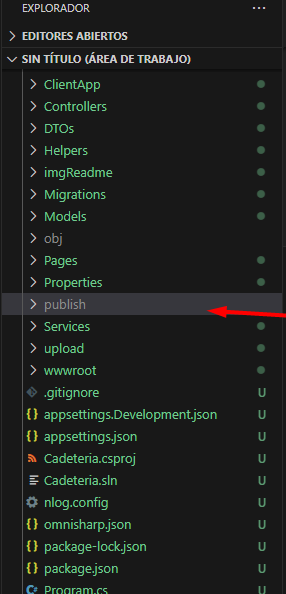 EXPLORADOR
EDITORES ABIERTOS
SIN TÍTULO (ÁREA DE TRABAJO)
ClientApp
Controllers
DTOs
Helpers
imgReadme
Migrations
Models
obj
Pages
Properties
publish
Services
upload
wwwroot
.gitignore U
appsettings.Development.json U
appsettings.json U
Cadeteria.csproj U
Cadeteria.sln U
nlog.config U
omnisharp.json U
package-lock.json U
package.json U
Program.cs U